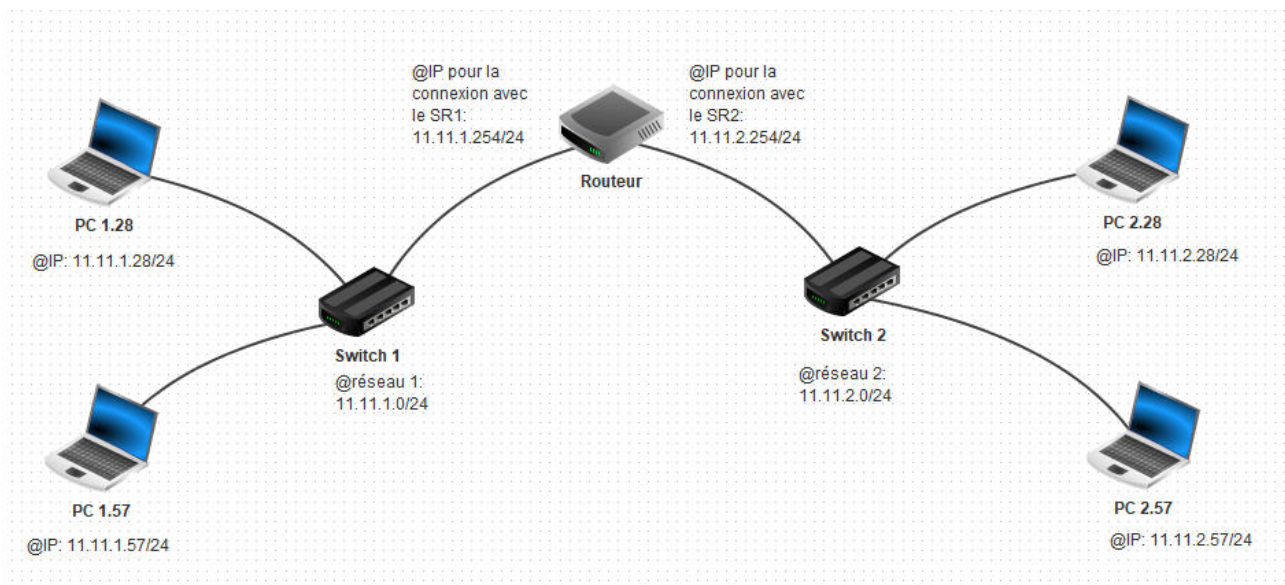 @IP pour la
connexion avec
le SR1:
11.11.1.254/24
@IP pour la
connexion avec
le SR2:
11.11.2.254/24
Routeur
PC 1.28
@IP: 11.11.1.28/24
PC 2.28
@IP: 11.11.2.28/24
Switch 1
@réseau 1:
11.11.1.0/24
Switch 2
@réseau 2:
11.11.2.0/24
PC 1.57
@IP: 11.11.1.57/24
PC 2.57
@IP: 11.11.2.57/24